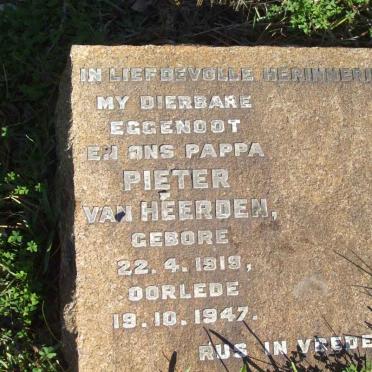 IN LIEFDEVOLLE HERINNERI
MY DIERBARE
EGGENOOT
EN ONS PAPPA
PIETER
VAN HEERDEN,
GEBORE
22. 4. 1919,
OORLEDE
19. 10. 1947.
RUS IN VREDE